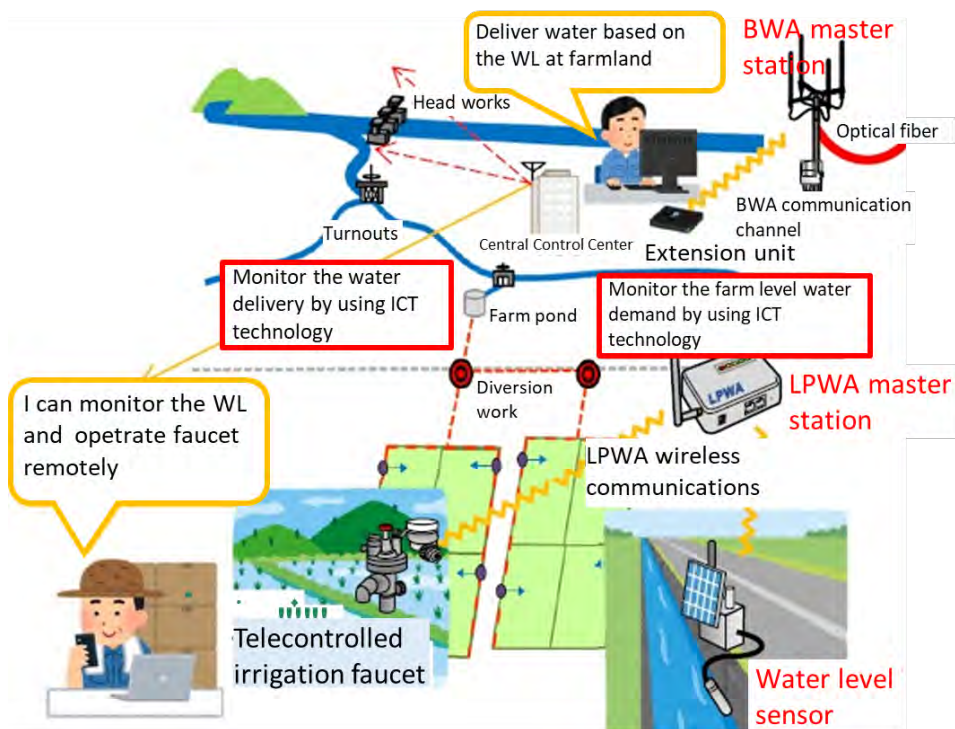 Deliver water based on
the WL at farmland
BWA master
station
Head works
Optical fiber
BWA communication
channel
Turnouts
Central Control Center
Extension unit
Monitor the water
delivery by using ICT
technology
Monitor the farm level water
demand by using ICT
technology
Farm pond
Diversion
work
LPWA
LPWA master
station
I can monitor the WL
and opetrate faucet
remotely
LPWA wireless
communications
Telecontrolled
irrigation faucet
Water level
sensor